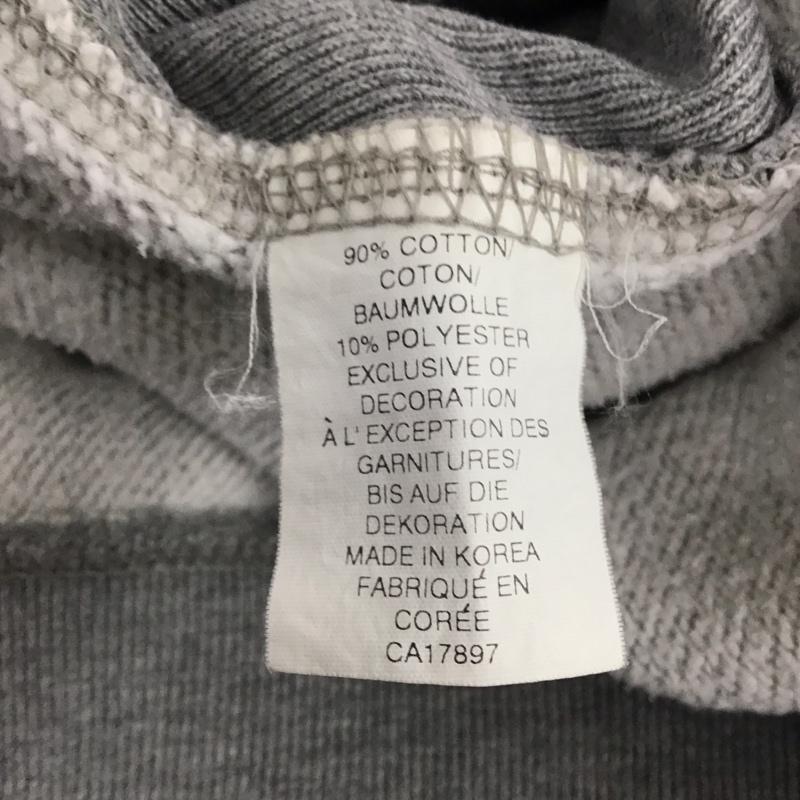 90% COTTON/
COTON/
BAUMWOLLE
10% POLYESTER
EXCLUSIVE OF
DECORATION
À L' EXCEPTION DES
GARNITURES/
BIS AUF DIE
DEKORATION
MADE IN KOREA
FABRIQUÉ EN
CORÉE
CA17897